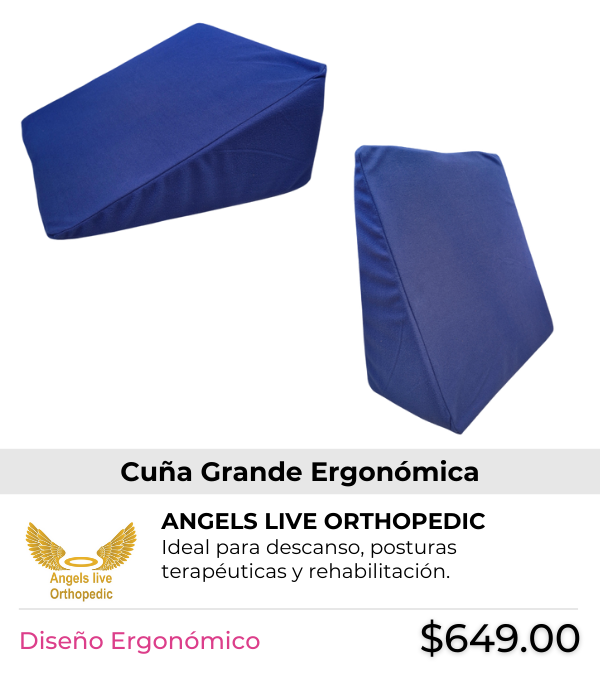 Cuña Grande Ergonómica
ANGELS LIVE ORTHOPEDIC
Ideal para descanso, posturas
terapéuticas y rehabilitación.
Angels live
Orthopedic
Diseño Ergonómico
$649.00